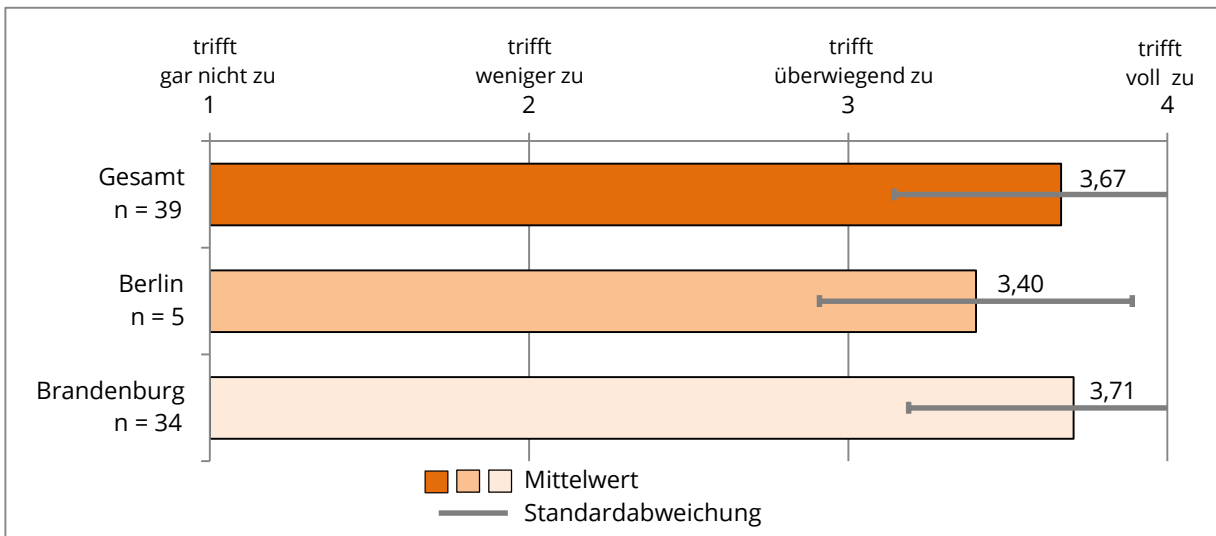 trifft
gar nicht zu
1
trifft
weniger zu
2
trifft
überwiegend zu
3
trifft
voll zu
4
Gesamt
n = 39
3,67
Berlin
n = 5
3,40
Brandenburg
n = 34
3,71
Mittelwert
Standardabweichung